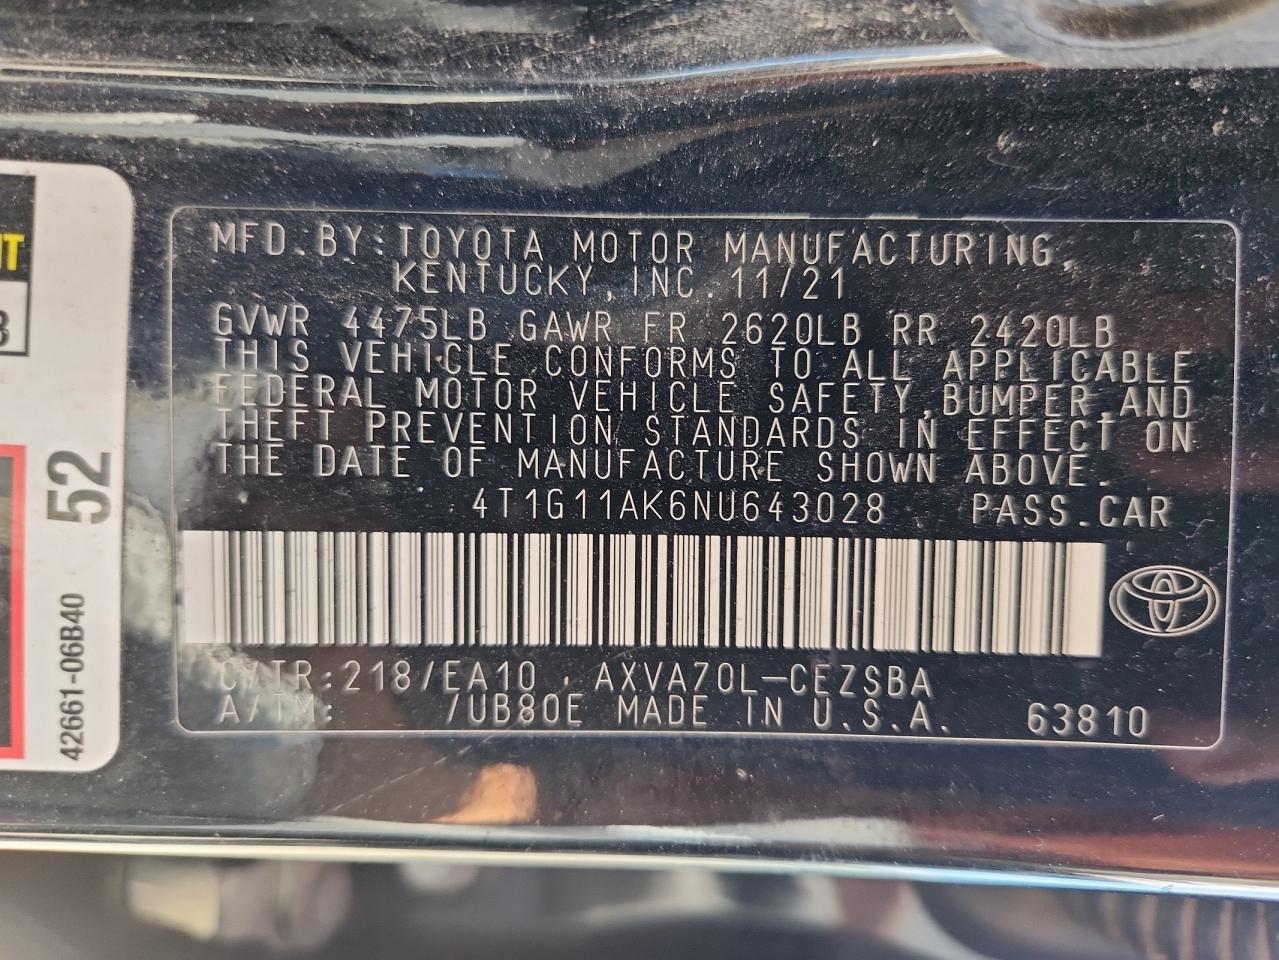 MFD.BY:TOYOTA MOTOR MANUFACTURING,
KENTUCKY,INC.11/21
GVWR 4475LB GAWR FR 2620LB RR 2420LB
THIS VEHICLE CONFORMS TO ALL APPLICABLE
FEDERAL MOTOR VEHICLE SAFETY,BUMPER,AND
THEFT PREVENTION STANDARDS IN EFFECT ON
THE DATE OF MANUFACTURE SHOWN ABOVE.
4T1G11AK6NU643028 PASS.CAR
C/TR:218/EA10 , AXVA70L-CEZSBA
A/TM: /UB80E MADE IN U.S.A. 63810
52
42661-06B40